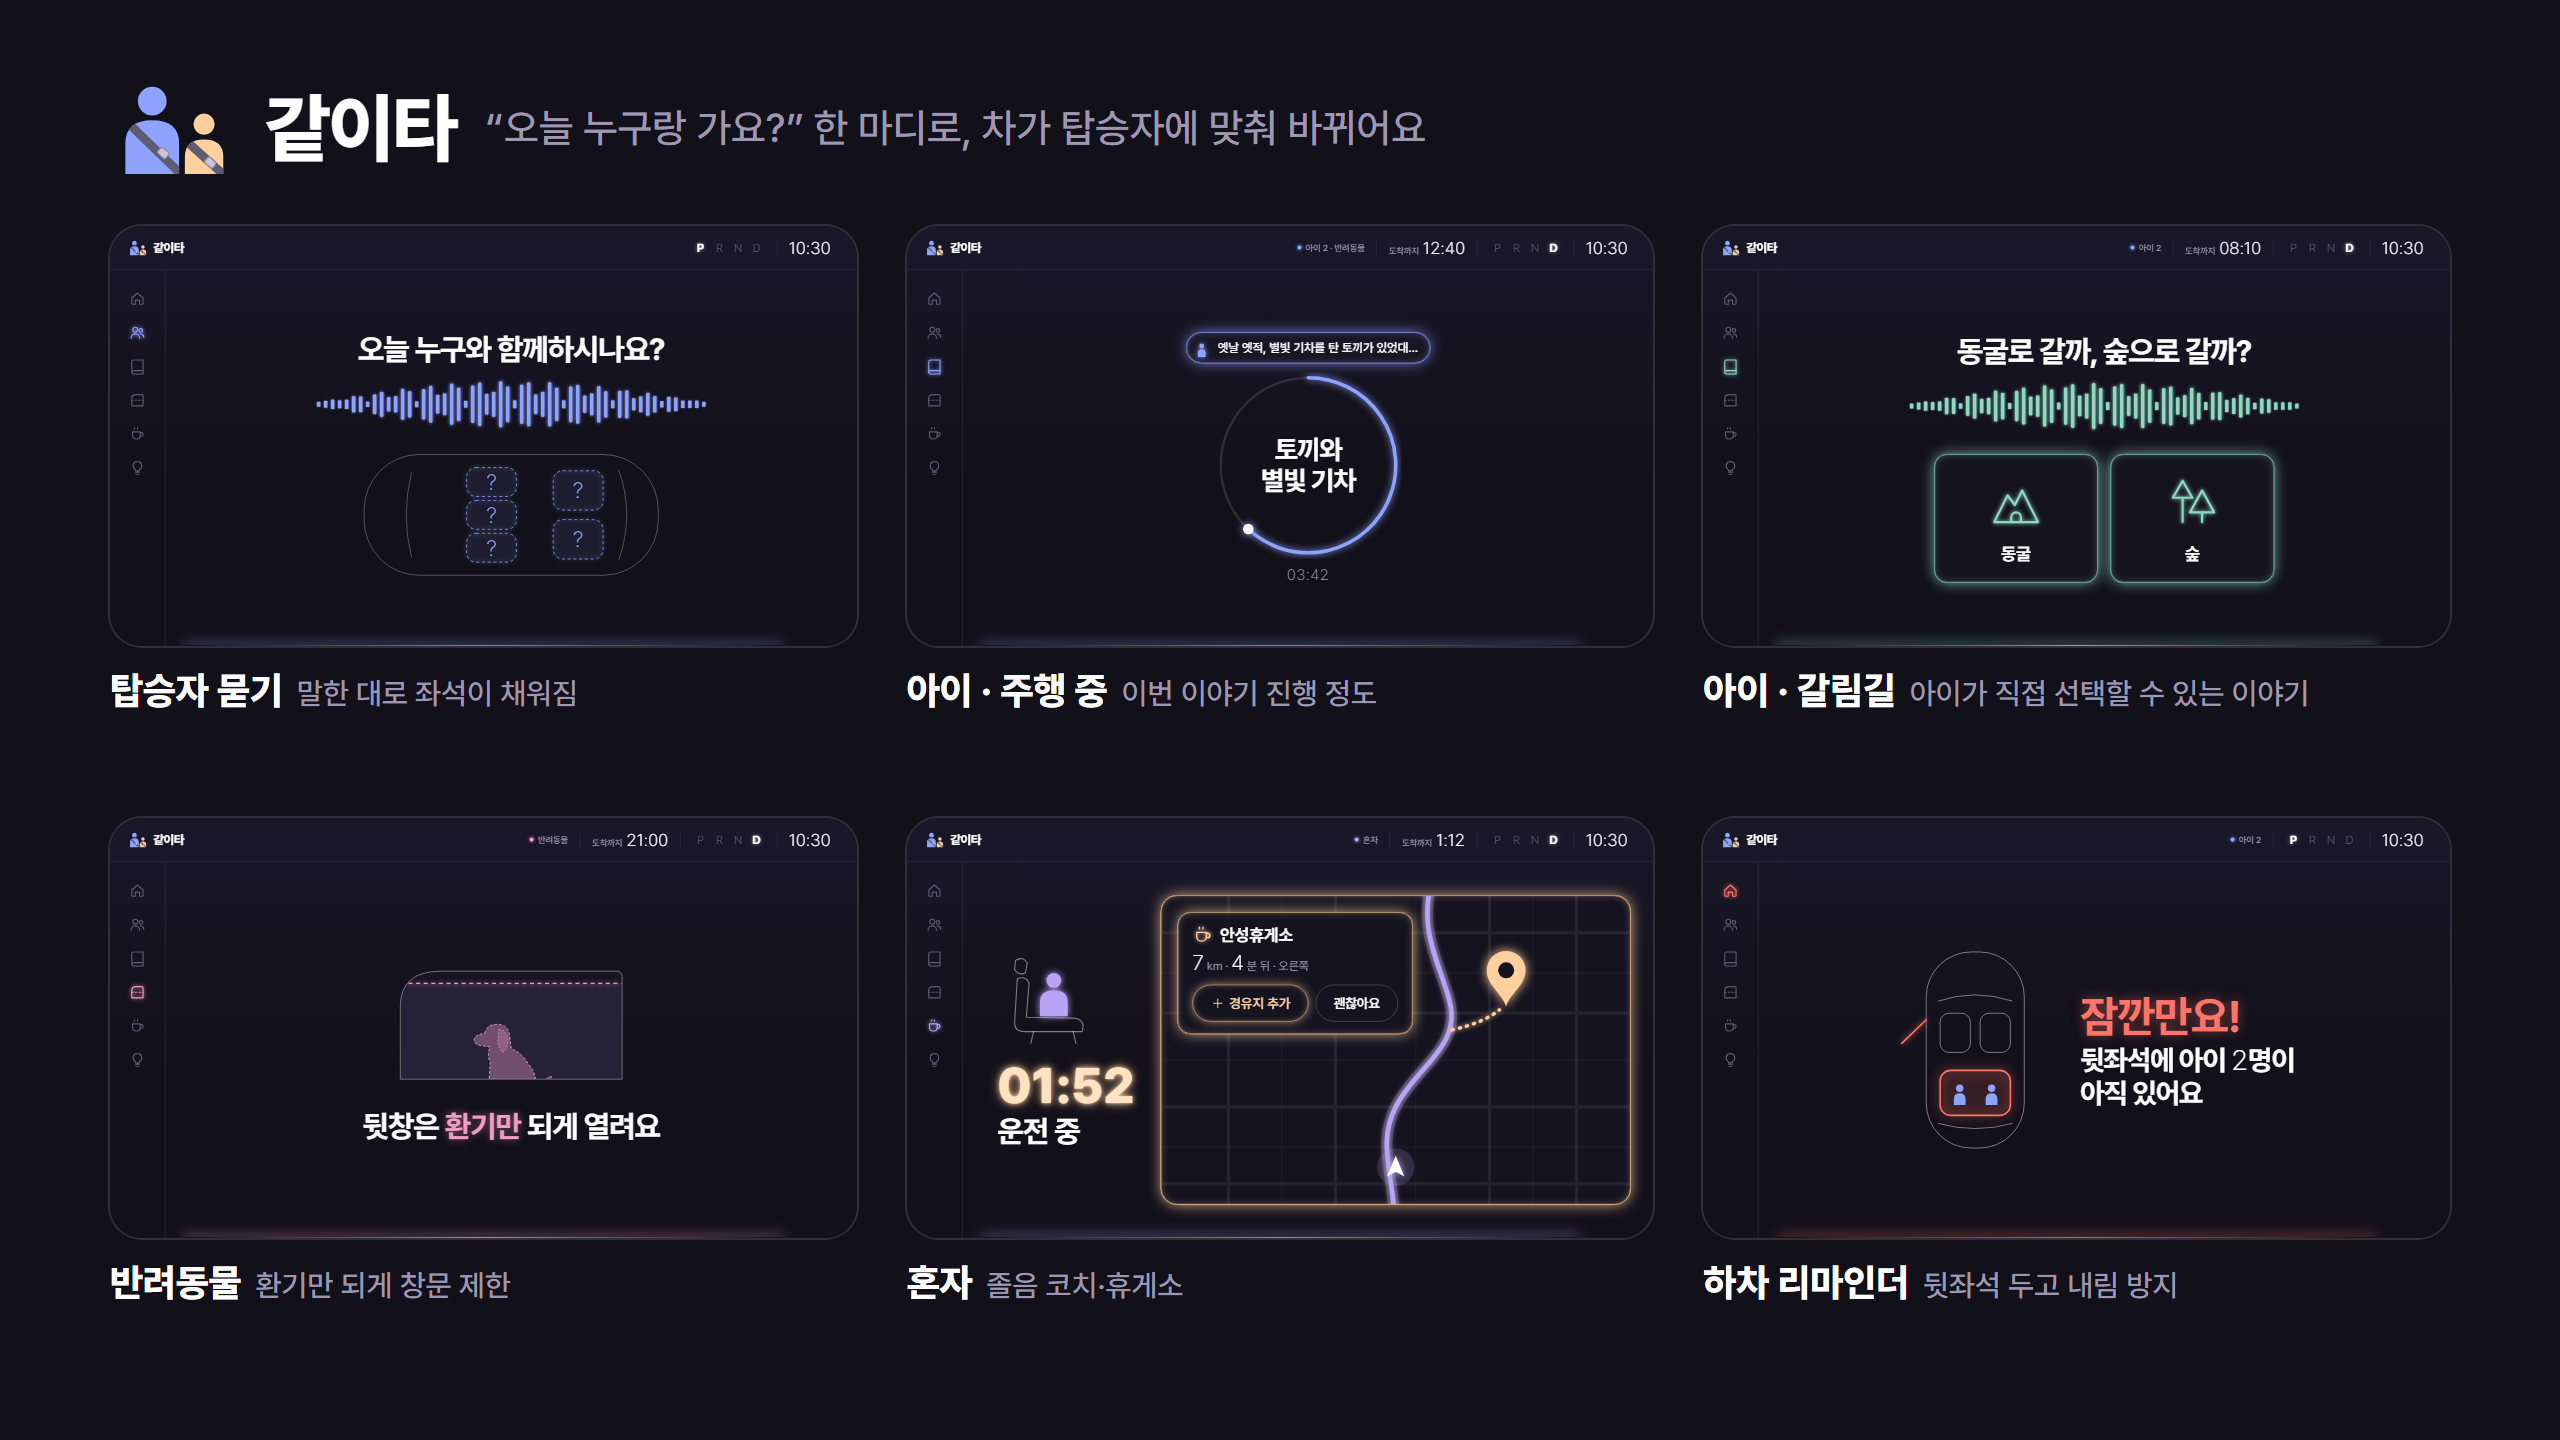 같이타 “오늘 누구랑 가요?” 한 마디로, 차가 탑승자에 맞춰 바뀌어요
같이타 P R N D 10:30
오늘 누구와 함께하시나요?
? ?
?
? ?
탑승자 묻기 말한 대로 좌석이 채워짐
같이타 아이 2 · 반려동물 도착까지 12:40 P R N D 10:30
옛날 옛적, 별빛 기차를 탄 토끼가 있었대...
토끼와
별빛 기차
03:42
아이 · 주행 중 이번 이야기 진행 정도
같이타 아이 2 도착까지 08:10 P R N D 10:30
동굴로 갈까, 숲으로 갈까?
동굴 숲
아이 · 갈림길 아이가 직접 선택할 수 있는 이야기
같이타 반려동물 도착까지 21:00 P R N D 10:30
뒷창은 환기만 되게 열려요
반려동물 환기만 되게 창문 제한
같이타 혼자 도착까지 1:12 P R N D 10:30
안성휴게소
7 km · 4 분 뒤 · 오른쪽
+ 경유지 추가 괜찮아요
01:52
운전 중
혼자 졸음 코치·휴게소
같이타 아이 2 P R N D 10:30
잠깐만요!
뒷좌석에 아이 2명이
아직 있어요
하차 리마인더 뒷좌석 두고 내림 방지